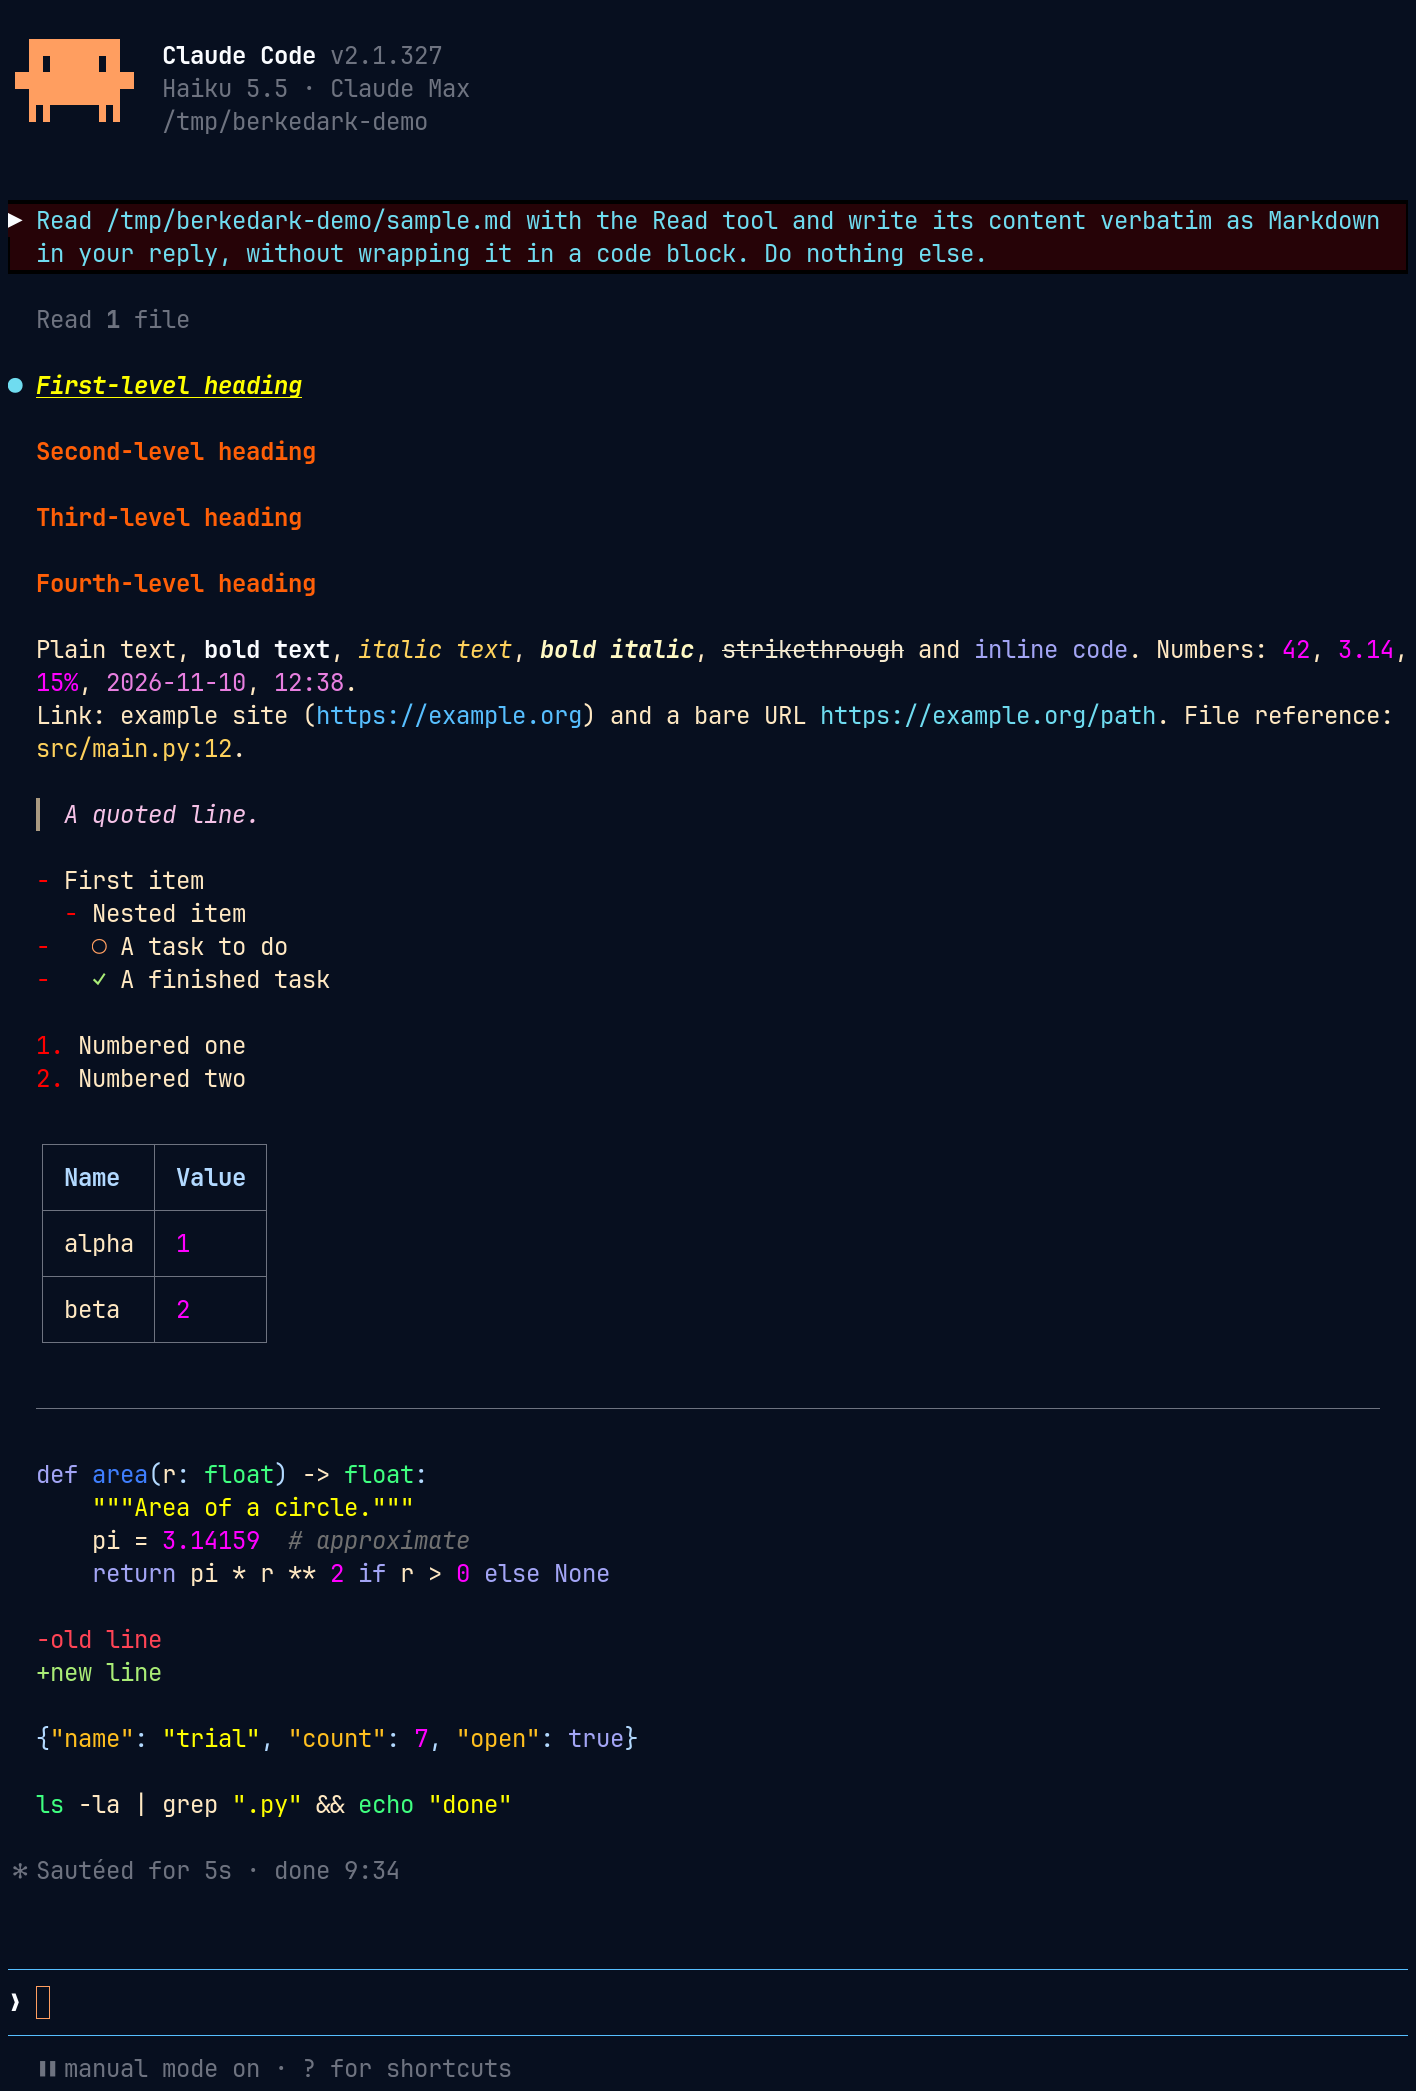 Claude Code v2.1.327
Haiku 5.5 · Claude Max
/tmp/berkedark-demo
▶ Read /tmp/berkedark-demo/sample.md with the Read tool and write its content verbatim as Markdown
in your reply, without wrapping it in a code block. Do nothing else.
Read 1 file
● First-level heading
Second-level heading
Third-level heading
Fourth-level heading
Plain text, bold text, italic text, bold italic, strikethrough and inline code. Numbers: 42, 3.14,
15%, 2026-11-10, 12:38.
Link: example site (https://example.org) and a bare URL https://example.org/path. File reference:
src/main.py:12.
A quoted line.
- First item
  - Nested item
-   ○ A task to do
-   ✓ A finished task
1. Numbered one
2. Numbered two
Name Value
alpha 1
beta 2
def area(r: float) -> float:
    """Area of a circle."""
    pi = 3.14159  # approximate
    return pi * r ** 2 if r > 0 else None
-old line
+new line
{"name": "trial", "count": 7, "open": true}
ls -la | grep ".py" && echo "done"
* Sautéed for 5s · done 9:34
❯
⏸ manual mode on · ? for shortcuts